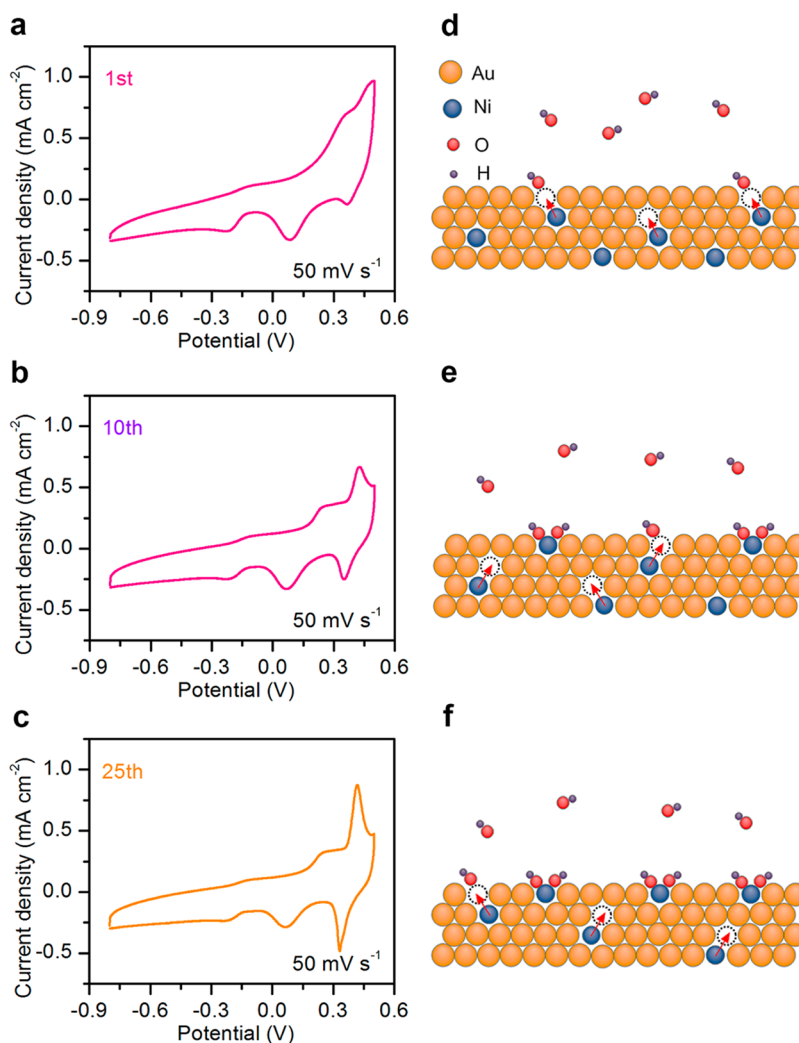 a
1st
1.0
0.5
0.0
-0.5
Current density (mA cm⁻²)
50 mV s⁻¹
-0.9 -0.6 -0.3 0.0 0.3 0.6
Potential (V)
d
Au
Ni
O
H
b
10th
1.0
0.5
0.0
-0.5
Current density (mA cm⁻²)
50 mV s⁻¹
-0.9 -0.6 -0.3 0.0 0.3 0.6
Potential (V)
e
c
25th
1.0
0.5
0.0
-0.5
Current density (mA cm⁻²)
50 mV s⁻¹
-0.9 -0.6 -0.3 0.0 0.3 0.6
Potential (V)
f